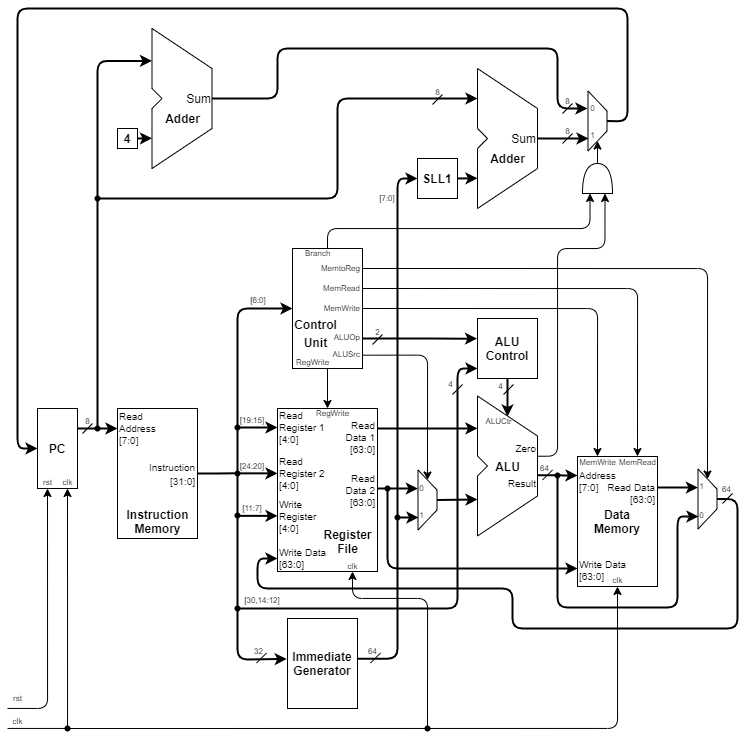 Sum
Adder
4
8
8
0
8
1
Sum
Adder
SLL1
[7:0]
Branch
MemtoReg
MemRead
MemWrite
[6:0]
Control
Unit
ALUOp
2
ALUSrc
RegWrite
ALU
Control
4
4
PC
rst
clk
8
Read
Address
[7:0]
Instruction
[31:0]
Instruction
Memory
[19:15]
[24:20]
[11:7]
RegWrite
Read
Register 1
[4:0]
Read
Data 1
[63:0]
Read
Register 2
[4:0]
Read
Data 2
[63:0]
Write
Register
[4:0]
Register
File
Write Data
[63:0]
clk
0
1
ALUCtr
Zero
ALU
Result
64
MemWrite
MemRead
Address
[7:0]
Read Data
[63:0]
Data
Memory
Write Data
[63:0]
clk
1
0
64
[30,14:12]
32
Immediate
Generator
64
rst
clk